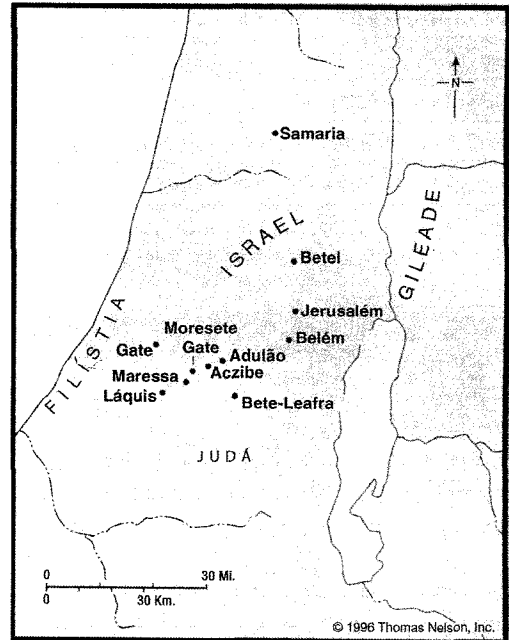 N
Samaria
ISRAEL
GILEADE
Betel
Jerusalém
FILÍSTIA
Moresete
Gate
Gate
Belém
Adulão
Aczibe
Maressa
Láquis
Bete-Leafra
JUDÁ
0 30 Mi.
0 30 Km.
© 1996 Thomas Nelson, Inc.